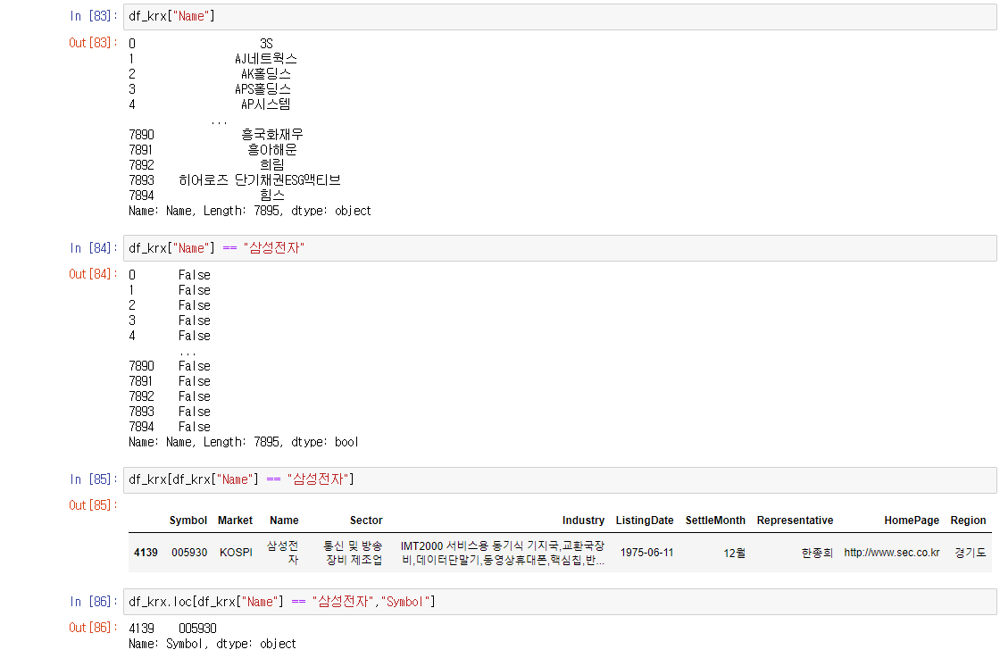 In [83]: df_krx["Name"]
Out[83]: 0 3S
1 AJ네트웍스
2 AK홀딩스
3 APS홀딩스
4 AP시스템
...
7890 흥국화재우
7891 흥아해운
7892 희림
7893 히어로즈 단기채권ESG액티브
7894 힘스
Name: Name, Length: 7895, dtype: object
In [84]: df_krx["Name"] == "삼성전자"
Out[84]: 0 False
1 False
2 False
3 False
4 False
...
7890 False
7891 False
7892 False
7893 False
7894 False
Name: Name, Length: 7895, dtype: bool
In [85]: df_krx[df_krx["Name"] == "삼성전자"]
Out[85]:
Symbol Market Name Sector Industry ListingDate SettleMonth Representative HomePage Region
4139 005930 KOSPI 삼성전 통신 및 방송 IMT2000 서비스용 동기식 기지국,교환국장 1975-06-11 12월 한종희 http://www.sec.co.kr 경기도
자 장비 제조업 비,데이터단말기,동영상휴대폰,핵심칩,반...
In [86]: df_krx.loc[df_krx["Name"] == "삼성전자","Symbol"]
Out[86]: 4139 005930
Name: Symbol, dtype: object